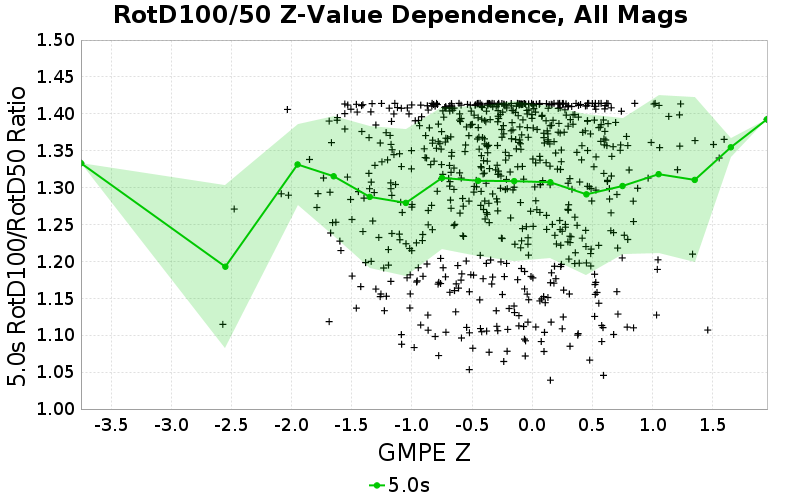 RotD100/50 Z-Value Dependence, All Mags
5.0s RotD100/RotD50 Ratio
1.50
1.45
1.40
1.35
1.30
1.25
1.20
1.15
1.10
1.05
1.00
-3.5 -3.0 -2.5 -2.0 -1.5 -1.0 -0.5 0.0 0.5 1.0 1.5
GMPE Z
5.0s